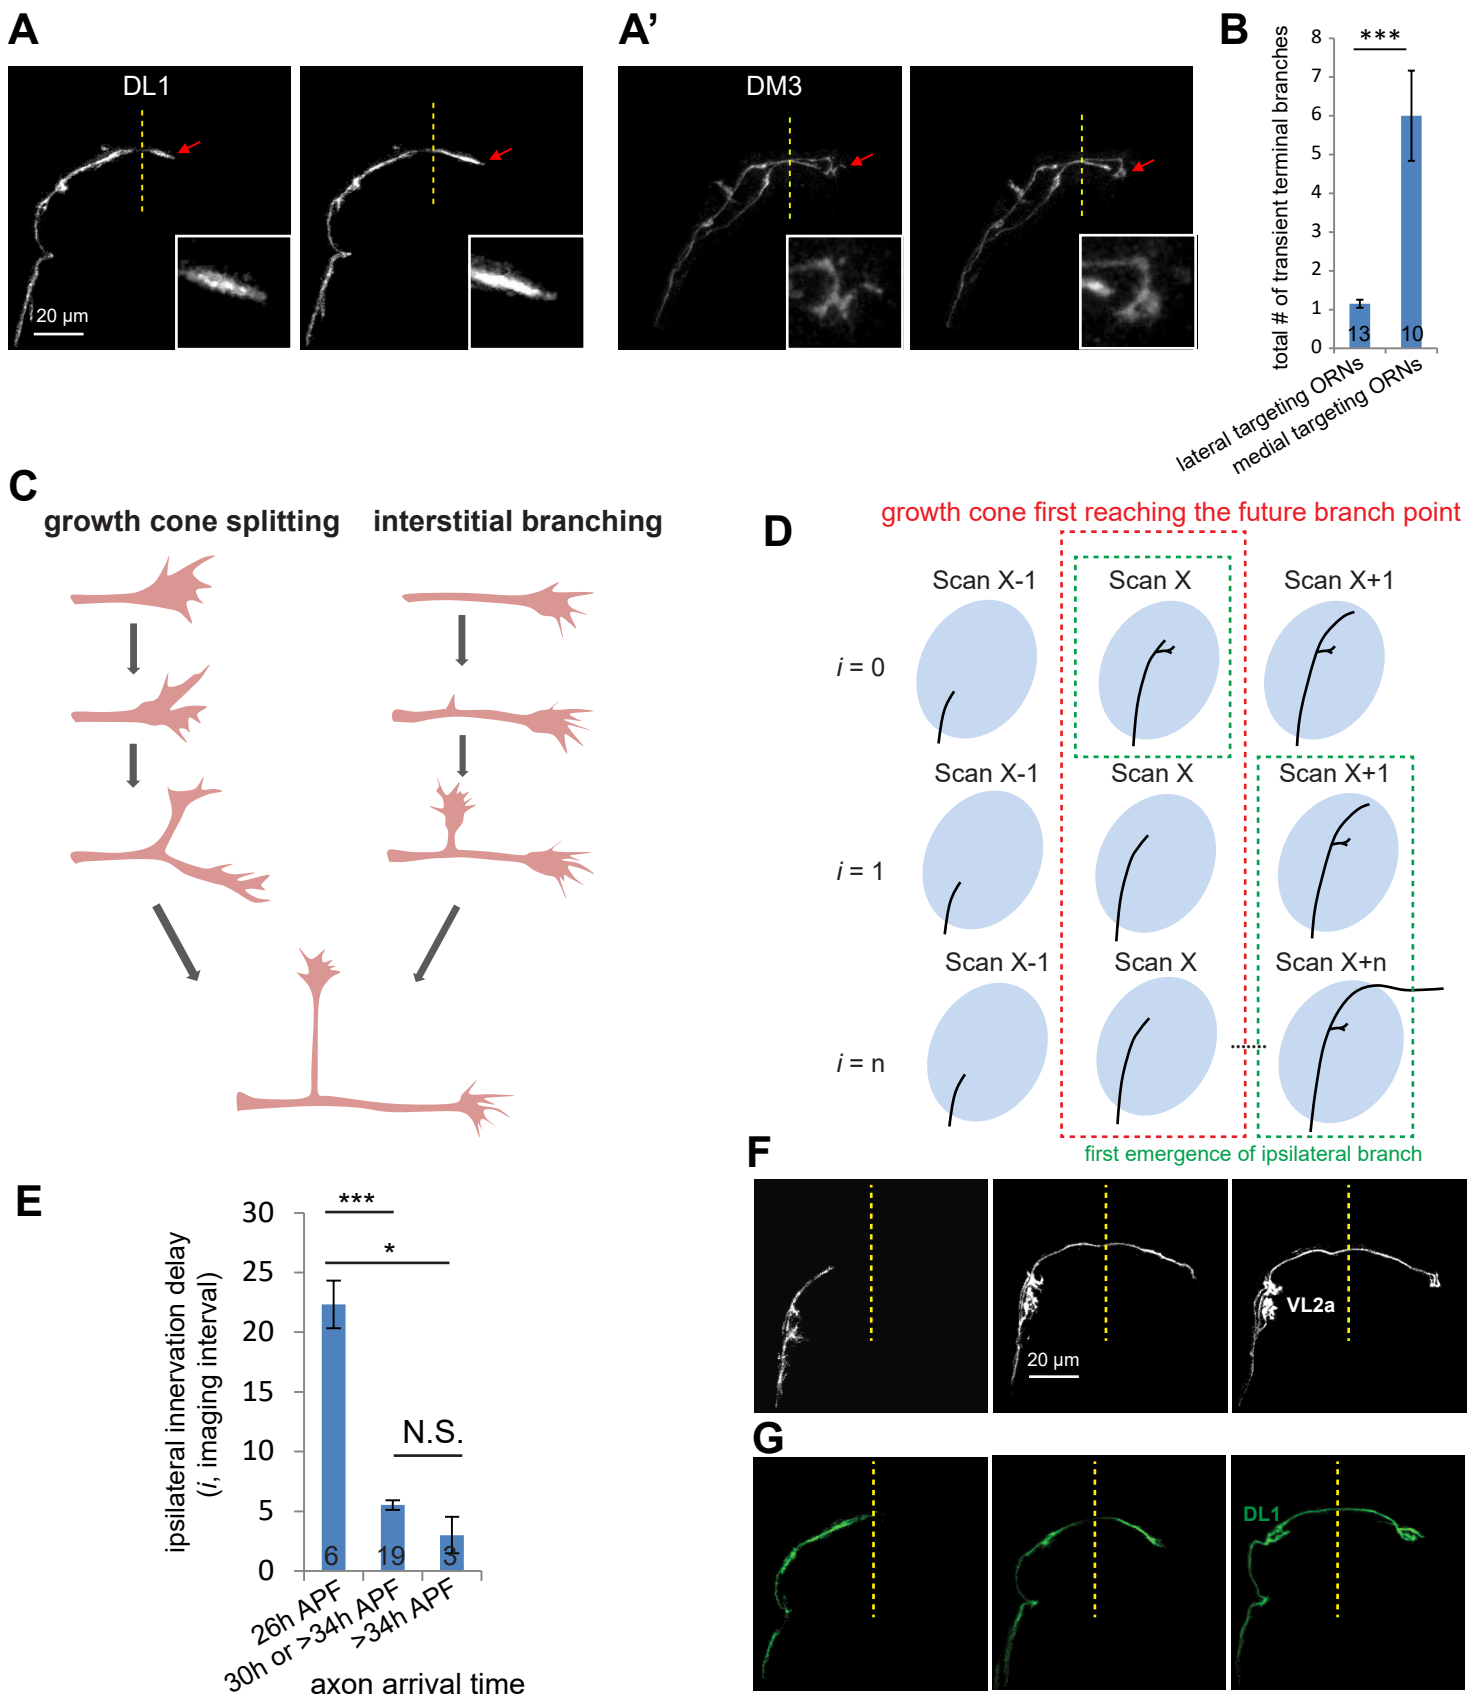 A
DL1
20 µm
A’
DM3
B
total # of transient terminal branches
8
7
6
5
4
3
2
1
0
***
13
10
lateral targeting ORNs
medial targeting ORNs
C
growth cone splitting
interstitial branching
D
growth cone first reaching the future branch point
Scan X-1
Scan X
Scan X+1
i = 0
Scan X-1
Scan X
Scan X+1
i = 1
Scan X-1
Scan X
Scan X+n
i = n
first emergence of ipsilateral branch
E
ipsilateral innervation delay
(i, imaging interval)
30
25
20
15
10
5
0
***
*
N.S.
6
19
3
26h APF
30h or >34h APF
>34h APF
axon arrival time
F
20 µm
VL2a
G
DL1